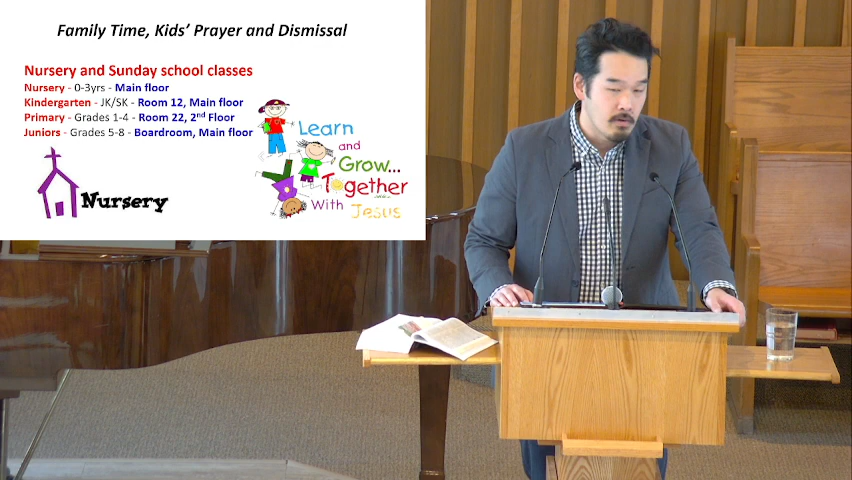 Family Time, Kids' Prayer and Dismissal
Nursery and Sunday school classes
Nursery - 0-3yrs - Main floor
Kindergarten - JK/SK - Room 12, Main floor
Primary - Grades 1-4 - Room 22, 2nd Floor
Juniors - Grades 5-8 - Boardroom, Main floor
Learn
and
Grow...
Together
With Jesus
Nursery